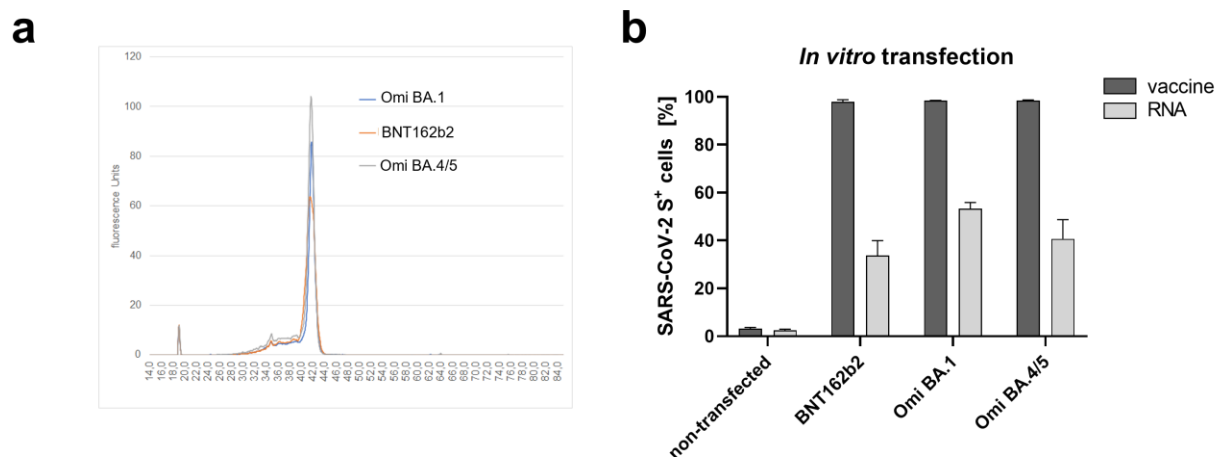 a
120
100
80
60
40
20
0
fluorescence Units
Omi BA.1
BNT162b2
Omi BA.4/5
14,0 16,0 18,0 20,0 22,0 24,0 26,0 28,0 30,0 32,0 34,0 36,0 38,0 40,0 42,0 44,0 46,0 48,0 50,0 52,0 54,0 56,0 58,0 60,0 62,0 64,0 66,0 68,0 70,0 72,0 74,0 76,0 78,0 80,0 82,0 84,0
b
In vitro transfection
vaccine
RNA
SARS-CoV-2 S⁺ cells [%]
100
80
60
40
20
0
non-transfected
BNT162b2
Omi BA.1
Omi BA.4/5